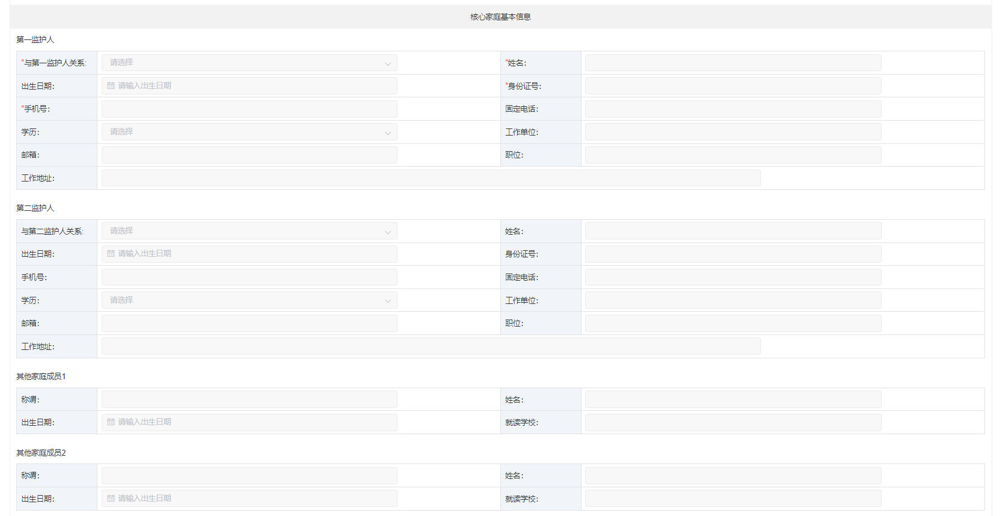 核心家庭基本信息
第一监护人
*与第一监护人关系: 请选择 *姓名:
出生日期: 请输入出生日期 *身份证号:
*手机号: 固定电话:
学历: 请选择 工作单位:
邮箱: 职位:
工作地址:
第二监护人
与第二监护人关系: 请选择 姓名:
出生日期: 请输入出生日期 身份证号:
手机号: 固定电话:
学历: 请选择 工作单位:
邮箱: 职位:
工作地址:
其他家庭成员1
称谓: 姓名:
出生日期: 请输入出生日期 就读学校:
其他家庭成员2
称谓: 姓名:
出生日期: 请输入出生日期 就读学校: